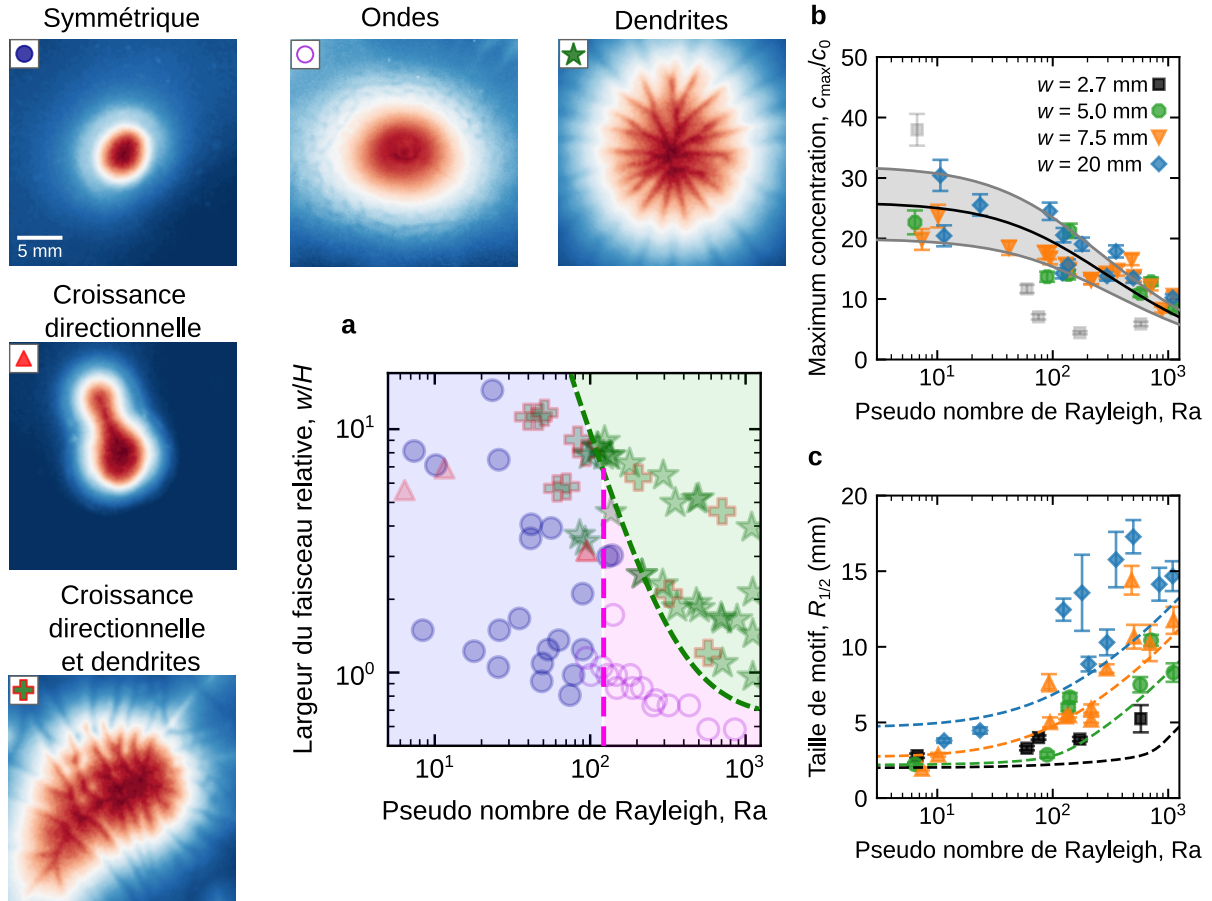 Symmétrique
Ondes
Dendrites
5 mm
Croissance
directionnelle
Croissance
directionnelle
et dendrites
a
Largeur du faisceau relative, w/H
10¹
10⁰
10¹
10²
10³
Pseudo nombre de Rayleigh, Ra
b
Maximum concentration, c_max/c_0
50
40
30
20
10
0
w = 2.7 mm
w = 5.0 mm
w = 7.5 mm
w = 20 mm
10¹
10²
10³
Pseudo nombre de Rayleigh, Ra
c
Taille de motif, R_1/2 (mm)
20
15
10
5
0
10¹
10²
10³
Pseudo nombre de Rayleigh, Ra